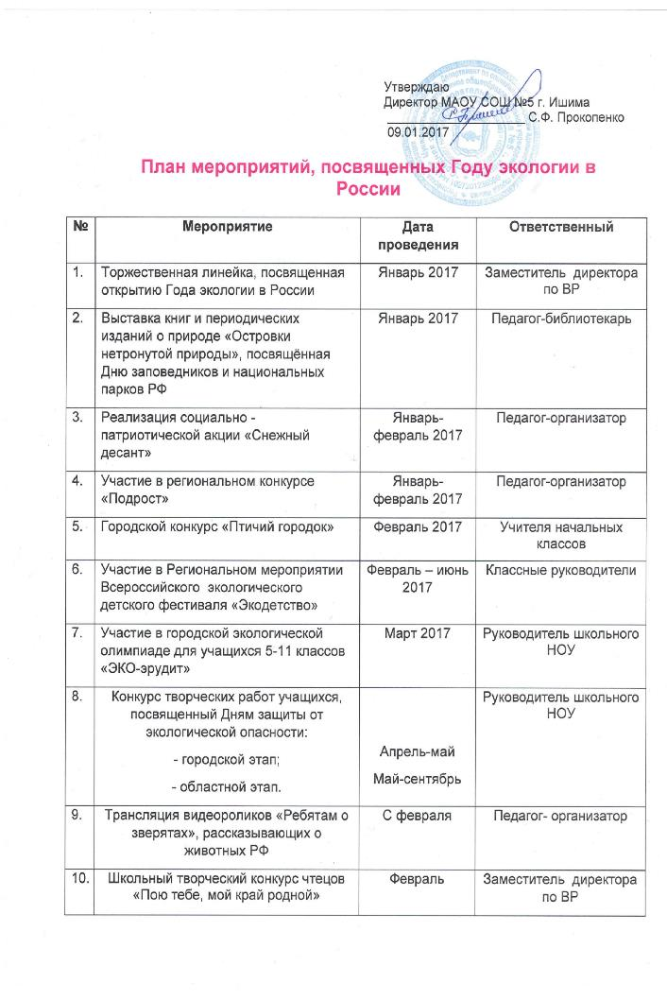 Утверждаю
Директор МАОУ СОШ №5 г. Ишима
С.Ф. Прокопенко
09.01.2017
План мероприятий, посвященных Году экологии в
России
№ Мероприятие Дата Ответственный
проведения
1. Торжественная линейка, посвященная Январь 2017 Заместитель директора
открытию Года экологии в России по ВР
2. Выставка книг и периодических Январь 2017 Педагог-библиотекарь
изданий о природе «Островки
нетронутой природы», посвящённая
Дню заповедников и национальных
парков РФ
3. Реализация социально - Январь- Педагог-организатор
патриотической акции «Снежный февраль 2017
десант»
4. Участие в региональном конкурсе Январь- Педагог-организатор
«Подрост» февраль 2017
5. Городской конкурс «Птичий городок» Февраль 2017 Учителя начальных
классов
6. Участие в Региональном мероприятии Февраль – июнь Классные руководители
Всероссийского экологического 2017
детского фестиваля «Экодетство»
7. Участие в городской экологической Март 2017 Руководитель школьного
олимпиаде для учащихся 5-11 классов НОУ
«ЭКО-эрудит»
8. Конкурс творческих работ учащихся, Руководитель школьного
посвященный Дням защиты от НОУ
экологической опасности:
- городской этап; Апрель-май
- областной этап. Май-сентябрь
9. Трансляция видеороликов «Ребятам о С февраля Педагог- организатор
зверятах», рассказывающих о
животных РФ
10. Школьный творческий конкурс чтецов Февраль Заместитель директора
«Пою тебе, мой край родной» по ВР